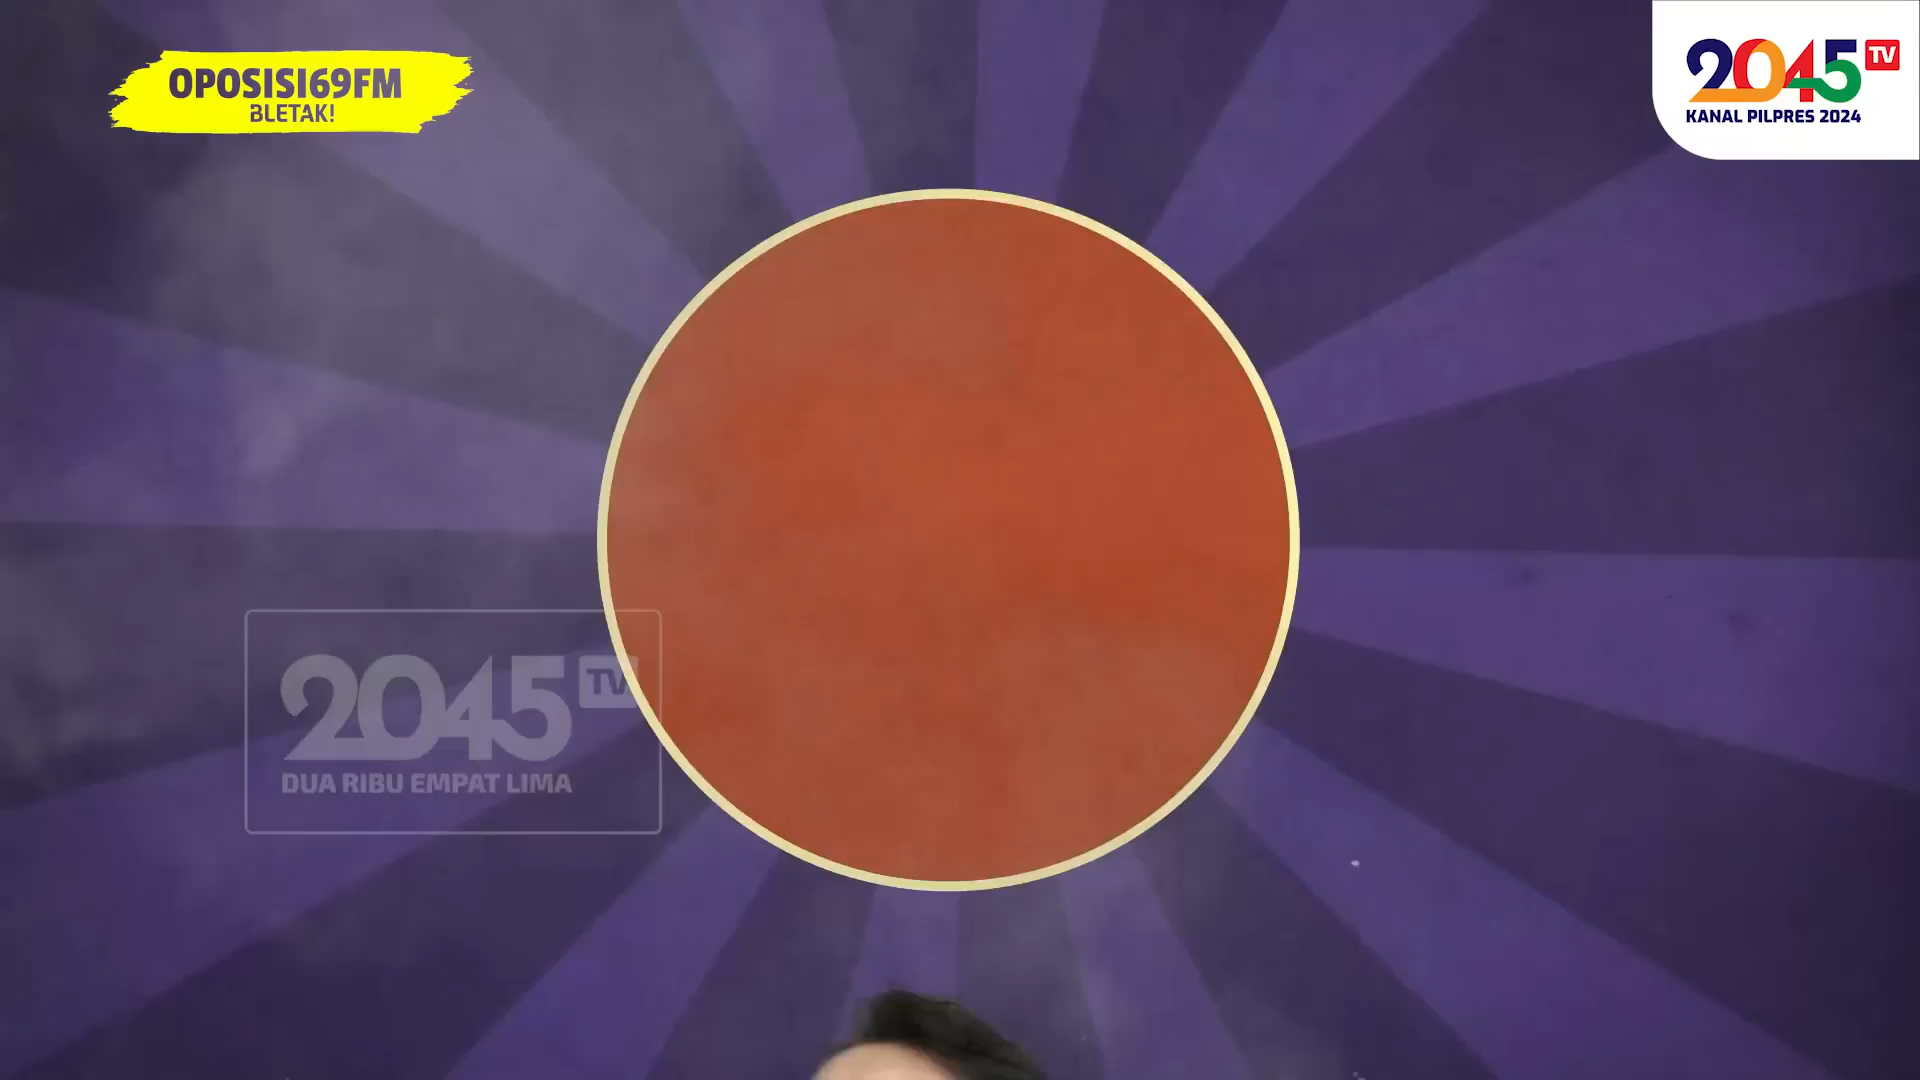 OPOSISI69FM
BLETAK!
2045 TV
KANAL PILPRES 2024
2045 TV
DUA RIBU EMPAT LIMA